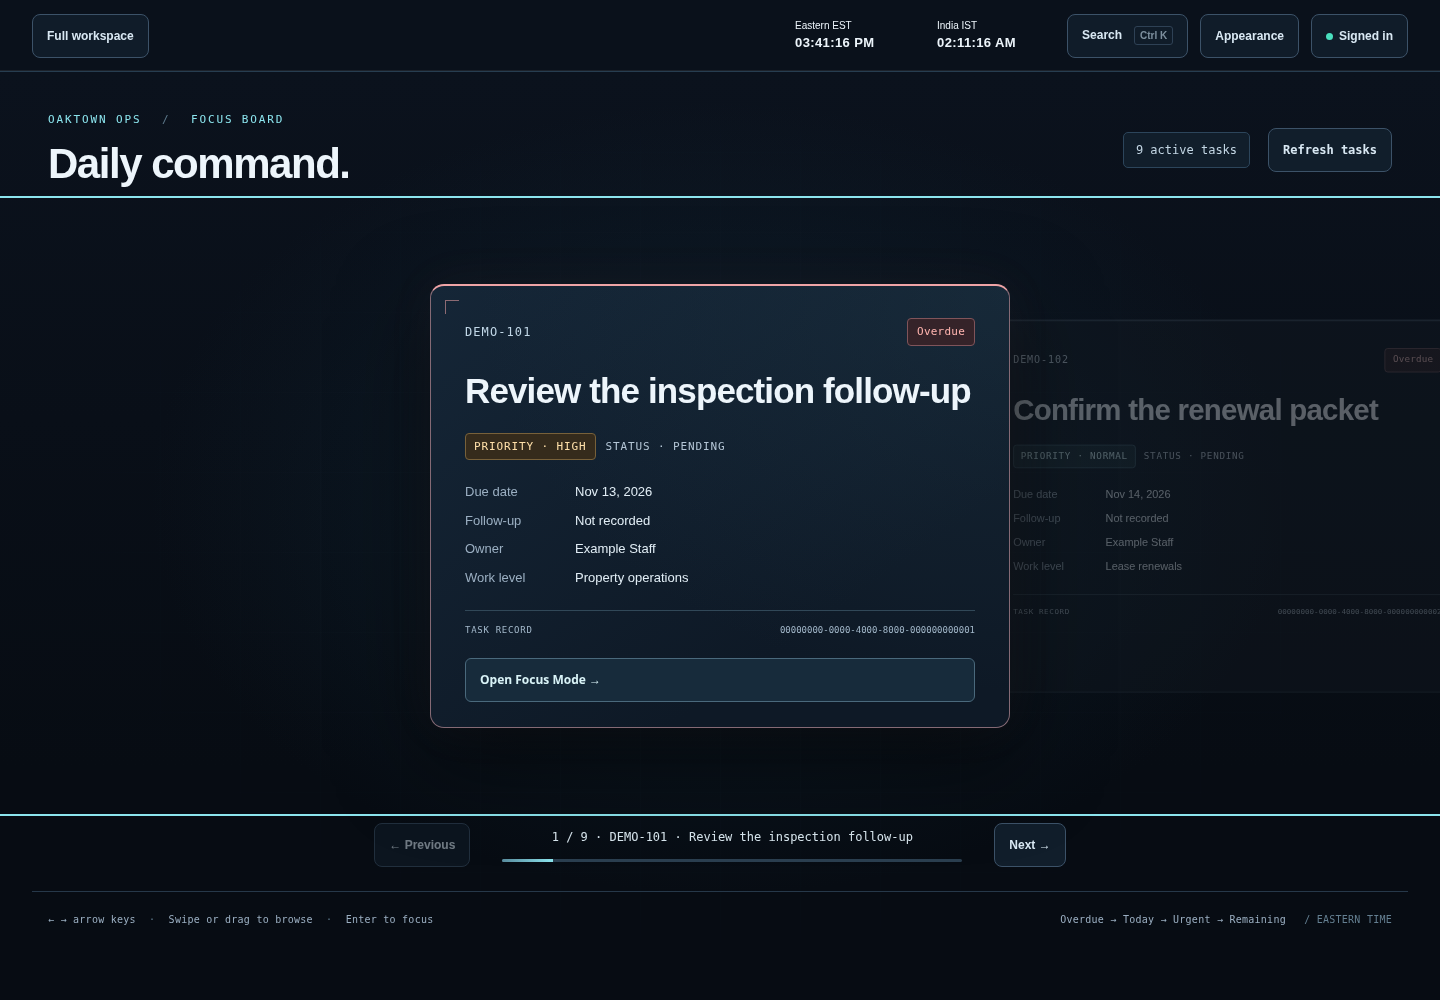 Full workspace
Eastern EST
03:41:16 PM
India IST
02:11:16 AM
Search Ctrl K
Appearance
Signed in
OAKTOWN OPS / FOCUS BOARD
Daily command.
9 active tasks
Refresh tasks
DEMO-101
Overdue
Review the inspection follow-up
PRIORITY · HIGH STATUS · PENDING
Due date Nov 13, 2026
Follow-up Not recorded
Owner Example Staff
Work level Property operations
TASK RECORD 00000000-0000-4000-8000-000000000001
Open Focus Mode →
DEMO-102
Overdue
Confirm the renewal packet
PRIORITY · NORMAL STATUS · PENDING
Due date Nov 14, 2026
Follow-up Not recorded
Owner Example Staff
Work level Lease renewals
TASK RECORD 00000000-0000-4000-8000-000000000002
← Previous
1 / 9 · DEMO-101 · Review the inspection follow-up
Next →
← → arrow keys · Swipe or drag to browse · Enter to focus
Overdue → Today → Urgent → Remaining / EASTERN TIME